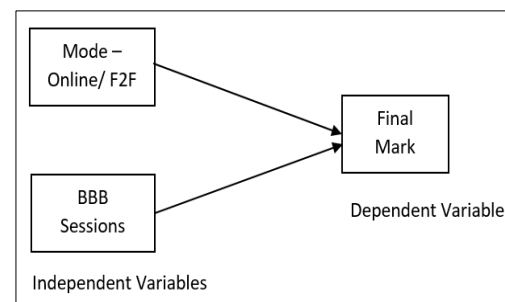 Mode –
Online/ F2F
Final
Mark
BBB
Sessions
Dependent Variable
Independent Variables